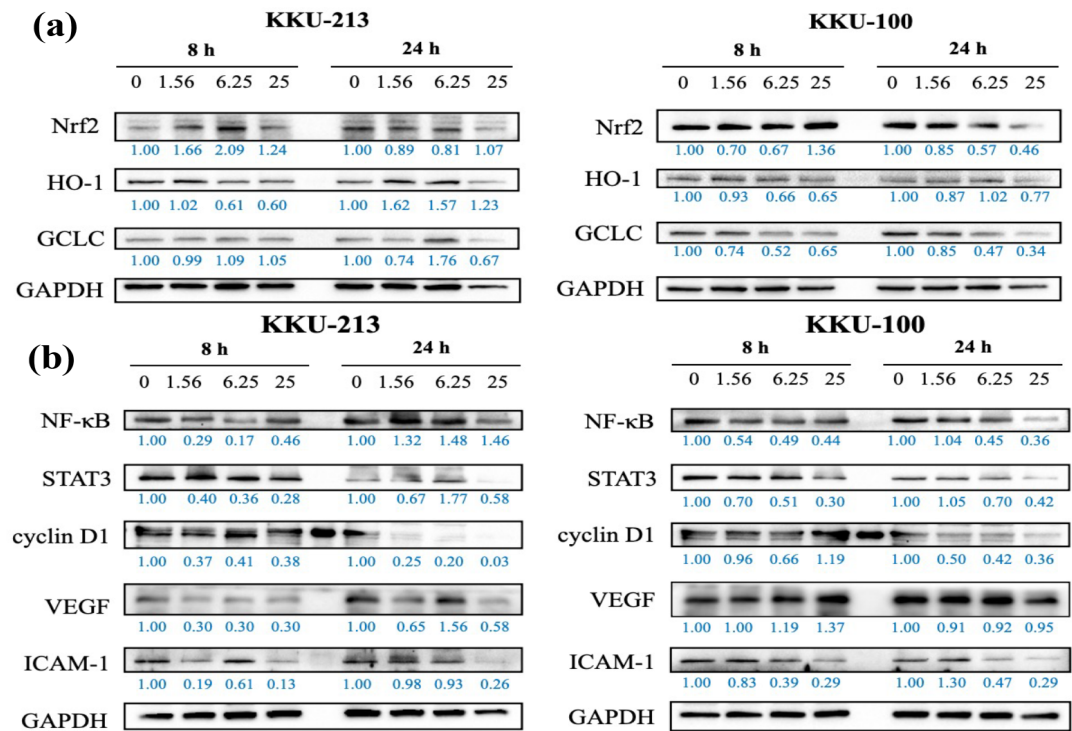 (a)
KKU-213
8 h 24 h
0 1.56 6.25 25 0 1.56 6.25 25
Nrf2
1.00 1.66 2.09 1.24 1.00 0.89 0.81 1.07
HO-1
1.00 1.02 0.61 0.60 1.00 1.62 1.57 1.23
GCLC
1.00 0.99 1.09 1.05 1.00 0.74 1.76 0.67
GAPDH
KKU-100
8 h 24 h
0 1.56 6.25 25 0 1.56 6.25 25
Nrf2
1.00 0.70 0.67 1.36 1.00 0.85 0.57 0.46
HO-1
1.00 0.93 0.66 0.65 1.00 0.87 1.02 0.77
GCLC
1.00 0.74 0.52 0.65 1.00 0.85 0.47 0.34
GAPDH
(b)
KKU-213
8 h 24 h
0 1.56 6.25 25 0 1.56 6.25 25
NF-κB
1.00 0.29 0.17 0.46 1.00 1.32 1.48 1.46
STAT3
1.00 0.40 0.36 0.28 1.00 0.67 1.77 0.58
cyclin D1
1.00 0.37 0.41 0.38 1.00 0.25 0.20 0.03
VEGF
1.00 0.30 0.30 0.30 1.00 0.65 1.56 0.58
ICAM-1
1.00 0.19 0.61 0.13 1.00 0.98 0.93 0.26
GAPDH
KKU-100
8 h 24 h
0 1.56 6.25 25 0 1.56 6.25 25
NF-κB
1.00 0.54 0.49 0.44 1.00 1.04 0.45 0.36
STAT3
1.00 0.70 0.51 0.30 1.00 1.05 0.70 0.42
cyclin D1
1.00 0.96 0.66 1.19 1.00 0.50 0.42 0.36
VEGF
1.00 1.00 1.19 1.37 1.00 0.91 0.92 0.95
ICAM-1
1.00 0.83 0.39 0.29 1.00 1.30 0.47 0.29
GAPDH